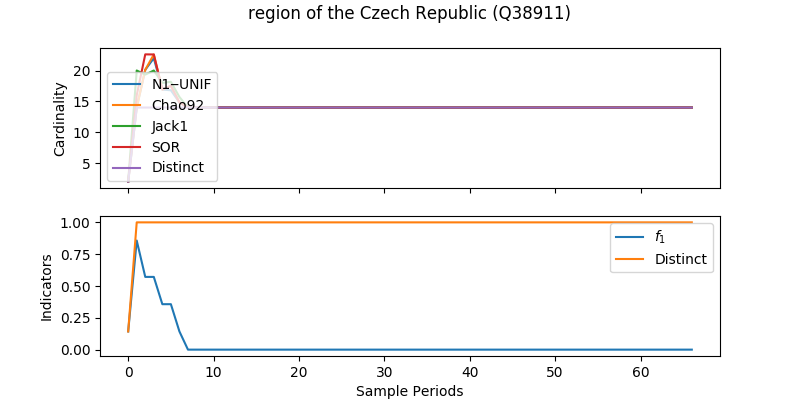 region of the Czech Republic (Q38911)
20
15
10
5
Cardinality
N1−UNIF
Chao92
Jack1
SOR
Distinct
1.00
0.75
0.50
0.25
0.00
Indicators
f₁
Distinct
0 10 20 30 40 50 60
Sample Periods